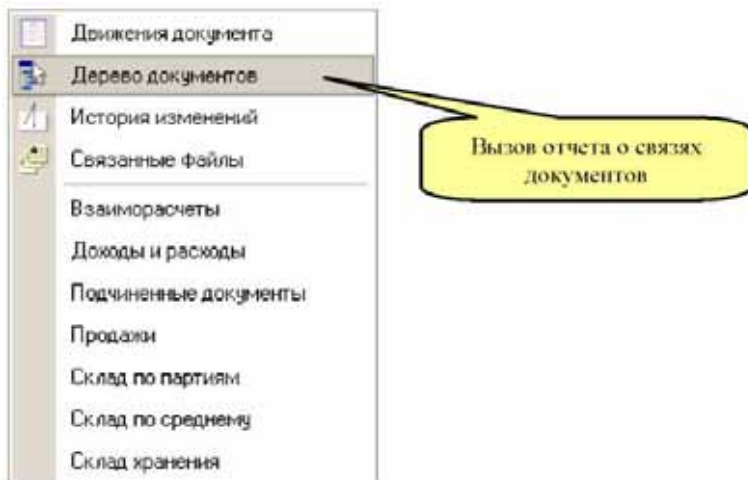 Движения документа
Дерево документов
История изменений
Связанные файлы
Вызов отчета о связях
документов
Взаиморасчеты
Доходы и расходы
Подчиненные документы
Продажи
Склад по партиям
Склад по среднему
Склад хранения